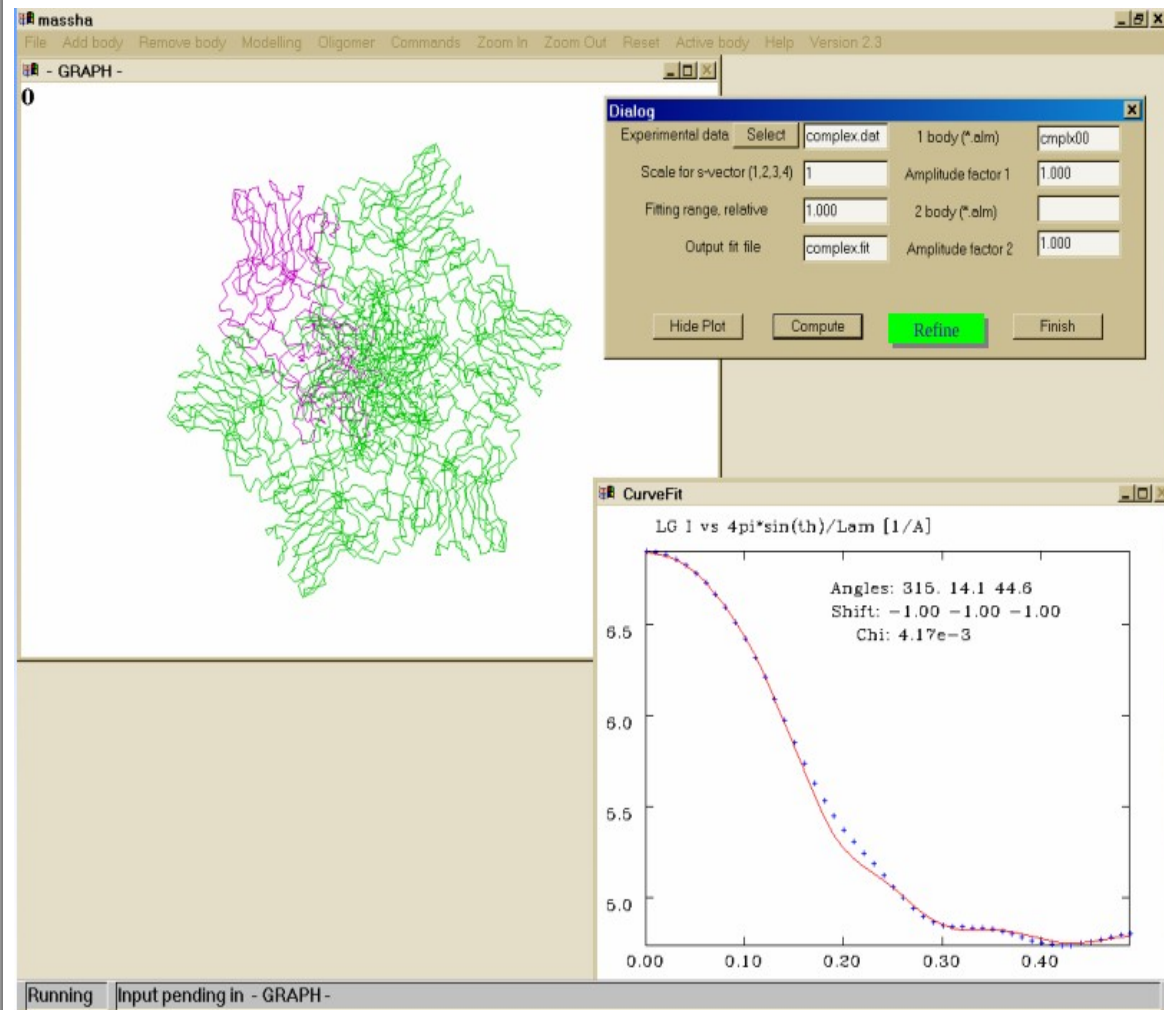 massha
File Add body Remove body Modelling Oligomer Commands Zoom In Zoom Out Reset Active body Help Version 2.3
- GRAPH -
0
Dialog
Experimental data Select complex.dat 1 body (*.alm) cmplx00
Scale for s-vector (1,2,3,4) 1 Amplitude factor 1 1.000
Fitting range, relative 1.000 2 body (*.alm)
Output fit file complex.fit Amplitude factor 2 1.000
Hide Plot Compute Refine Finish
CurveFit
LG I vs 4pi*sin(th)/Lam [1/A]
Angles: 315. 14.1 44.6
Shift: -1.00 -1.00 -1.00
Chi: 4.17e-3
6.5
6.0
5.5
5.0
0.00 0.10 0.20 0.30 0.40
Running Input pending in - GRAPH -